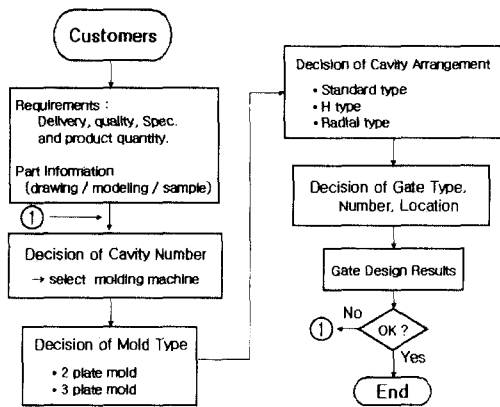 Customers
Requirements :
Delivery, quality, Spec.
and product quantity.
Part Information
(drawing / modeling / sample)
1
Decision of Cavity Number
→ select molding machine
Decision of Mold Type
• 2 plate mold
• 3 plate mold
Decision of Cavity Arrangement
• Standard type
• H type
• Radial type
Decision of Gate Type,
Number, Location
Gate Design Results
OK ?
No
1
Yes
End